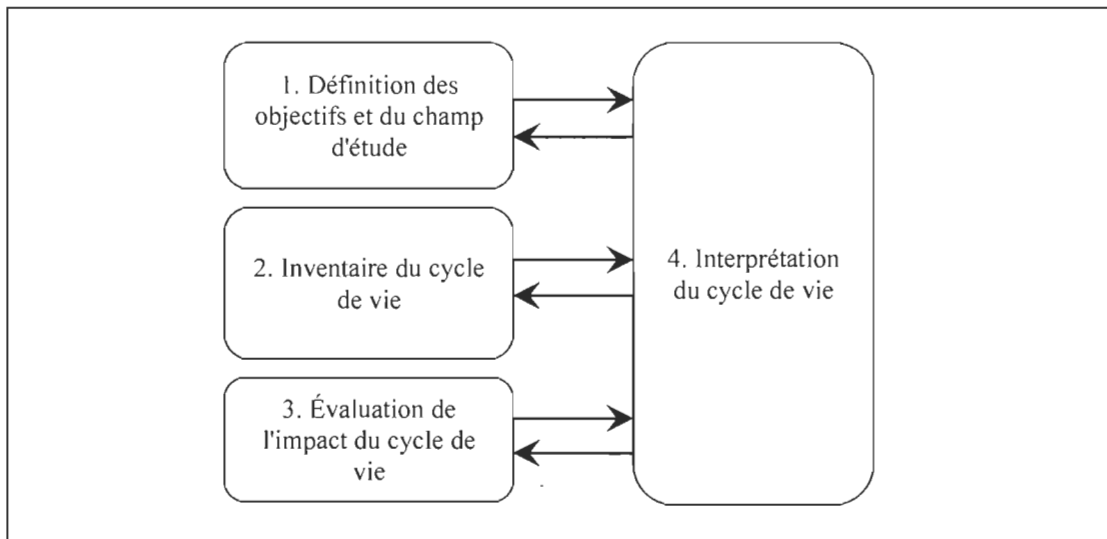 1. Définition des
objectifs et du champ
d'étude
2. Inventaire du cycle
de vie
3. Évaluation de
l'impact du cycle de
vie
4. Interprétation
du cycle de vie